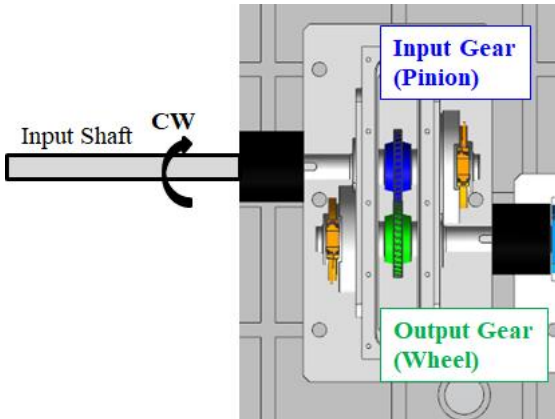 Input Gear
(Pinion)
CW
Input Shaft
Output Gear
(Wheel)